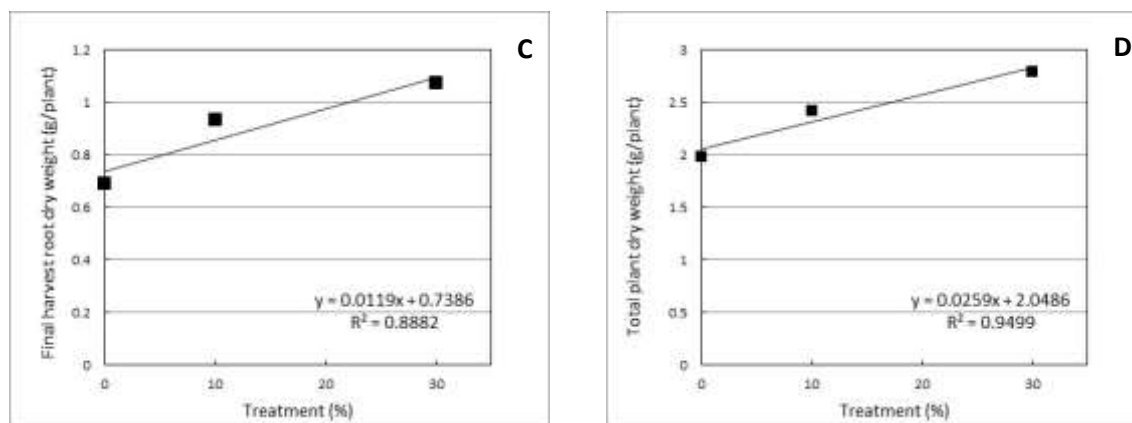 C
Final harvest root dry weight (g/plant)
1.2
1
0.8
0.6
0.4
0.2
0
y = 0.0119x + 0.7386
R² = 0.8882
0 10 20 30
Treatment (%)
D
Total plant dry weight (g/plant)
3
2.5
2
1.5
1
0.5
0
y = 0.0259x + 2.0486
R² = 0.9499
0 10 20 30
Treatment (%)